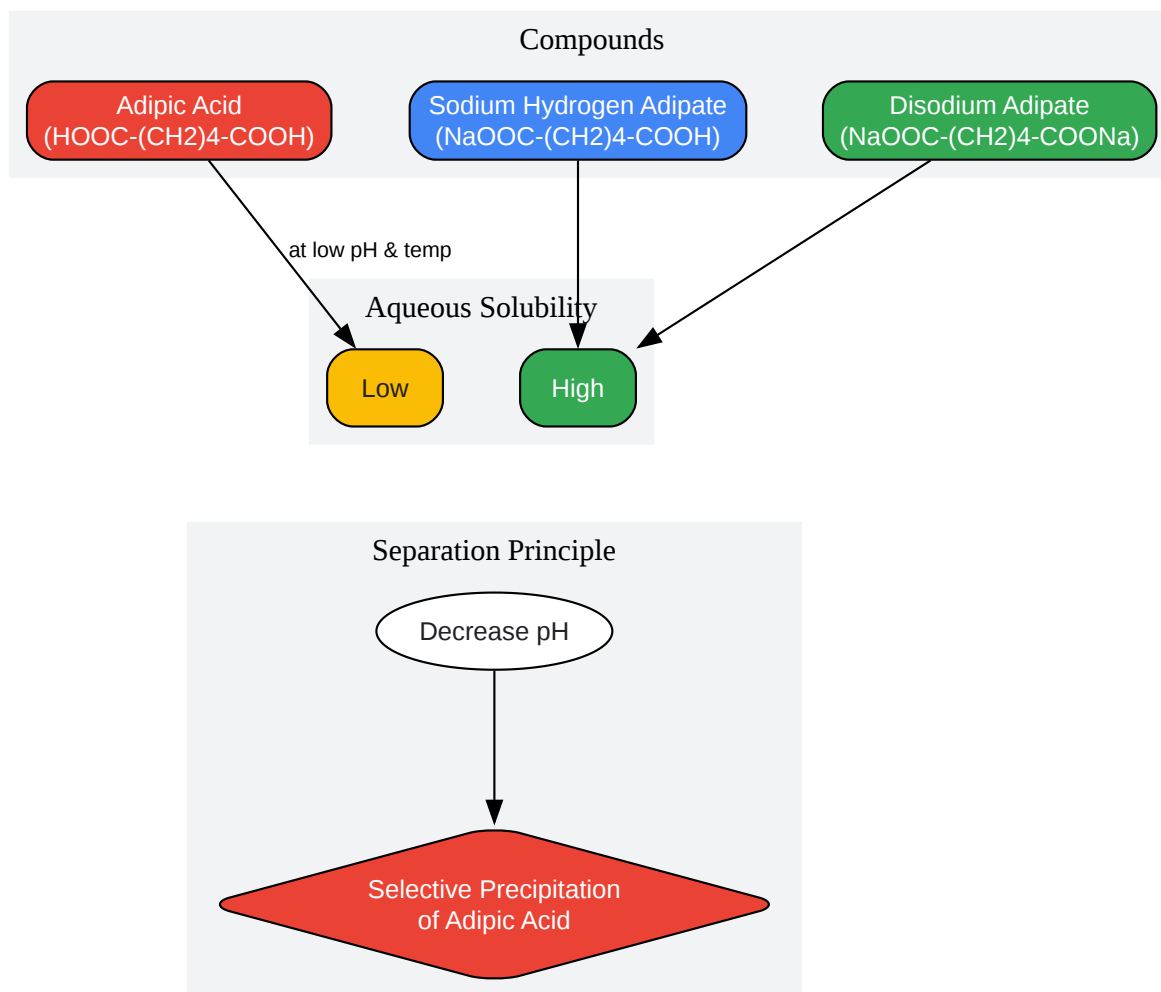 Compounds
Adipic Acid
(HOOC-(CH2)4-COOH)
Sodium Hydrogen Adipate
(NaOOC-(CH2)4-COOH)
Disodium Adipate
(NaOOC-(CH2)4-COONa)
at low pH & temp
Aqueous Solubility
Low
High
Separation Principle
Decrease pH
Selective Precipitation
of Adipic Acid